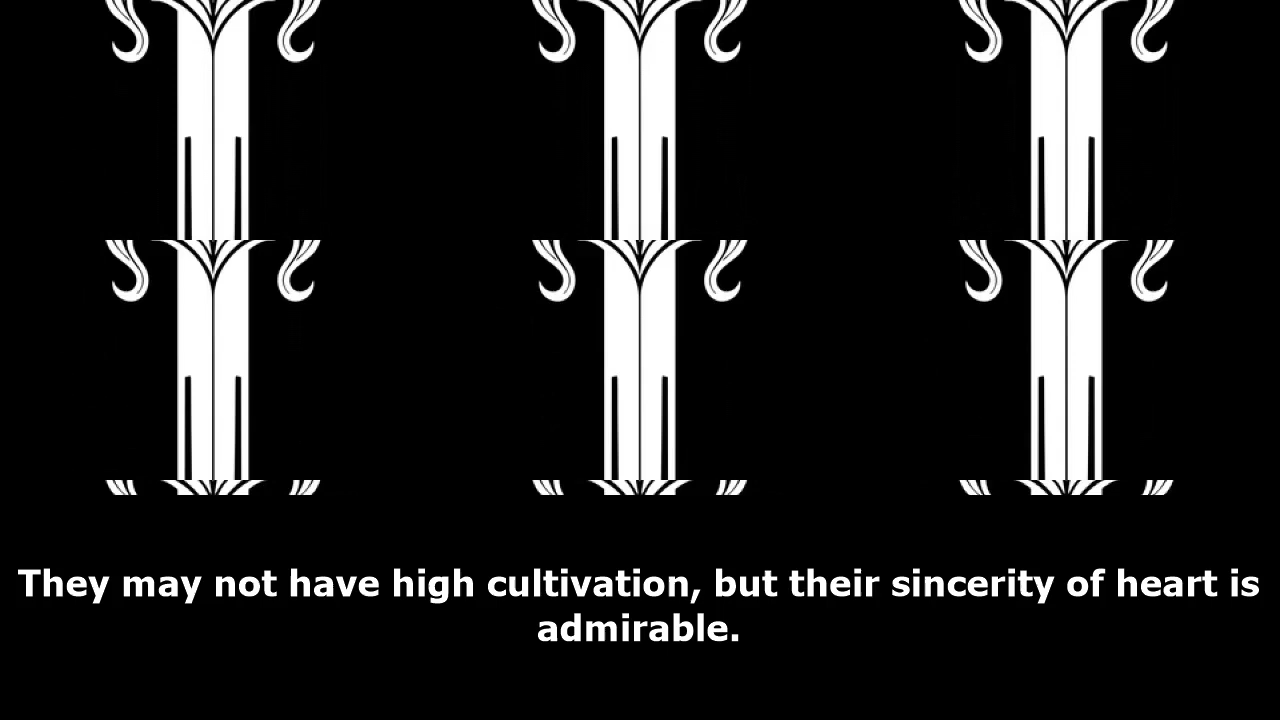 They may not have high cultivation, but their sincerity of heart is
admirable.